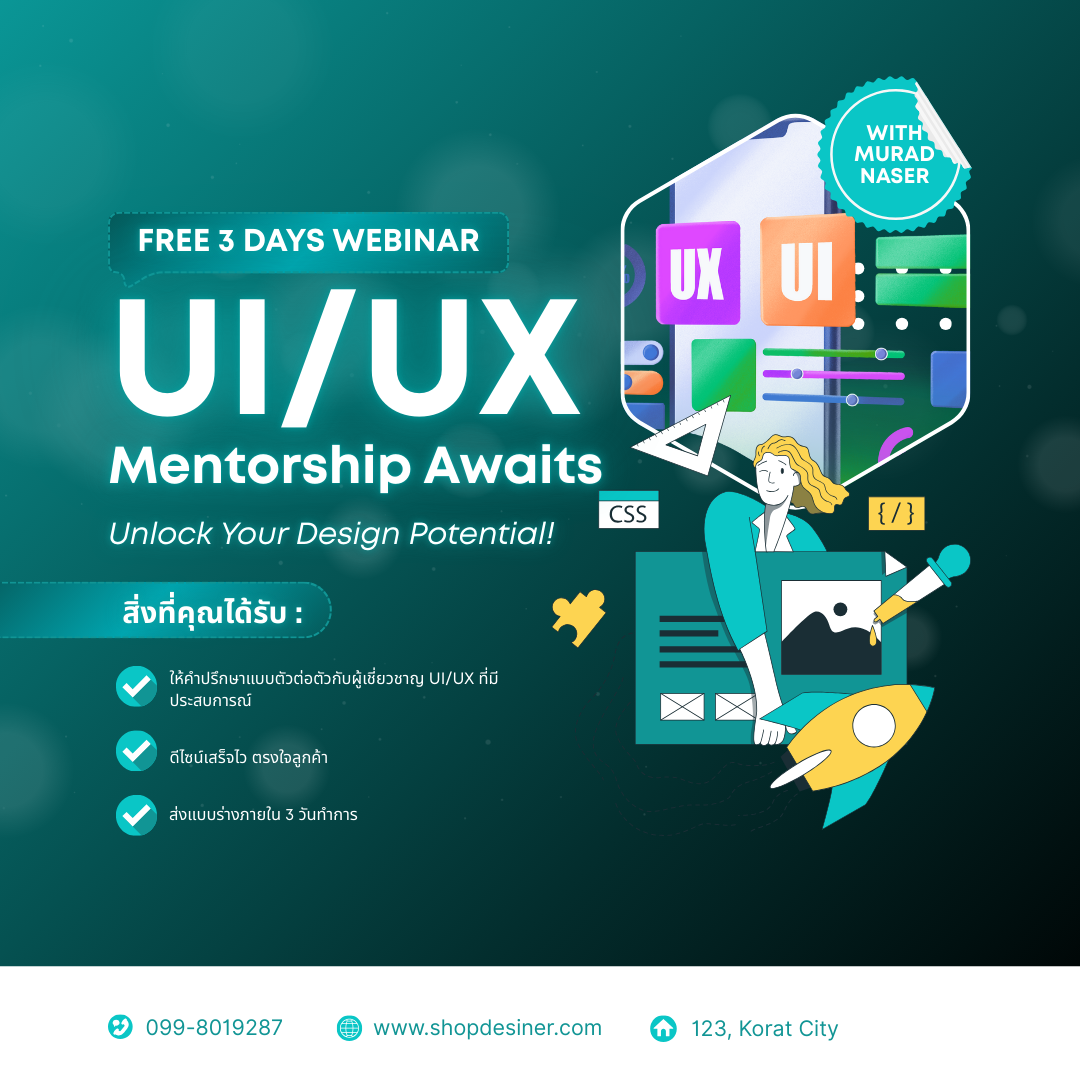 WITH
MURAD
NASER
FREE 3 DAYS WEBINAR
UX
UI
UI/UX
Mentorship Awaits
Unlock Your Design Potential!
CSS
{/}
สิ่งที่คุณได้รับ :
ให้คำปรึกษาแบบตัวต่อตัวกับผู้เชี่ยวชาญ UI/UX ที่มี
ประสบการณ์
ดีไซน์เสร็จไว ตรงใจลูกค้า
ส่งแบบร่างภายใน 3 วันทำการ
099-8019287
www.shopdesiner.com
123, Korat City